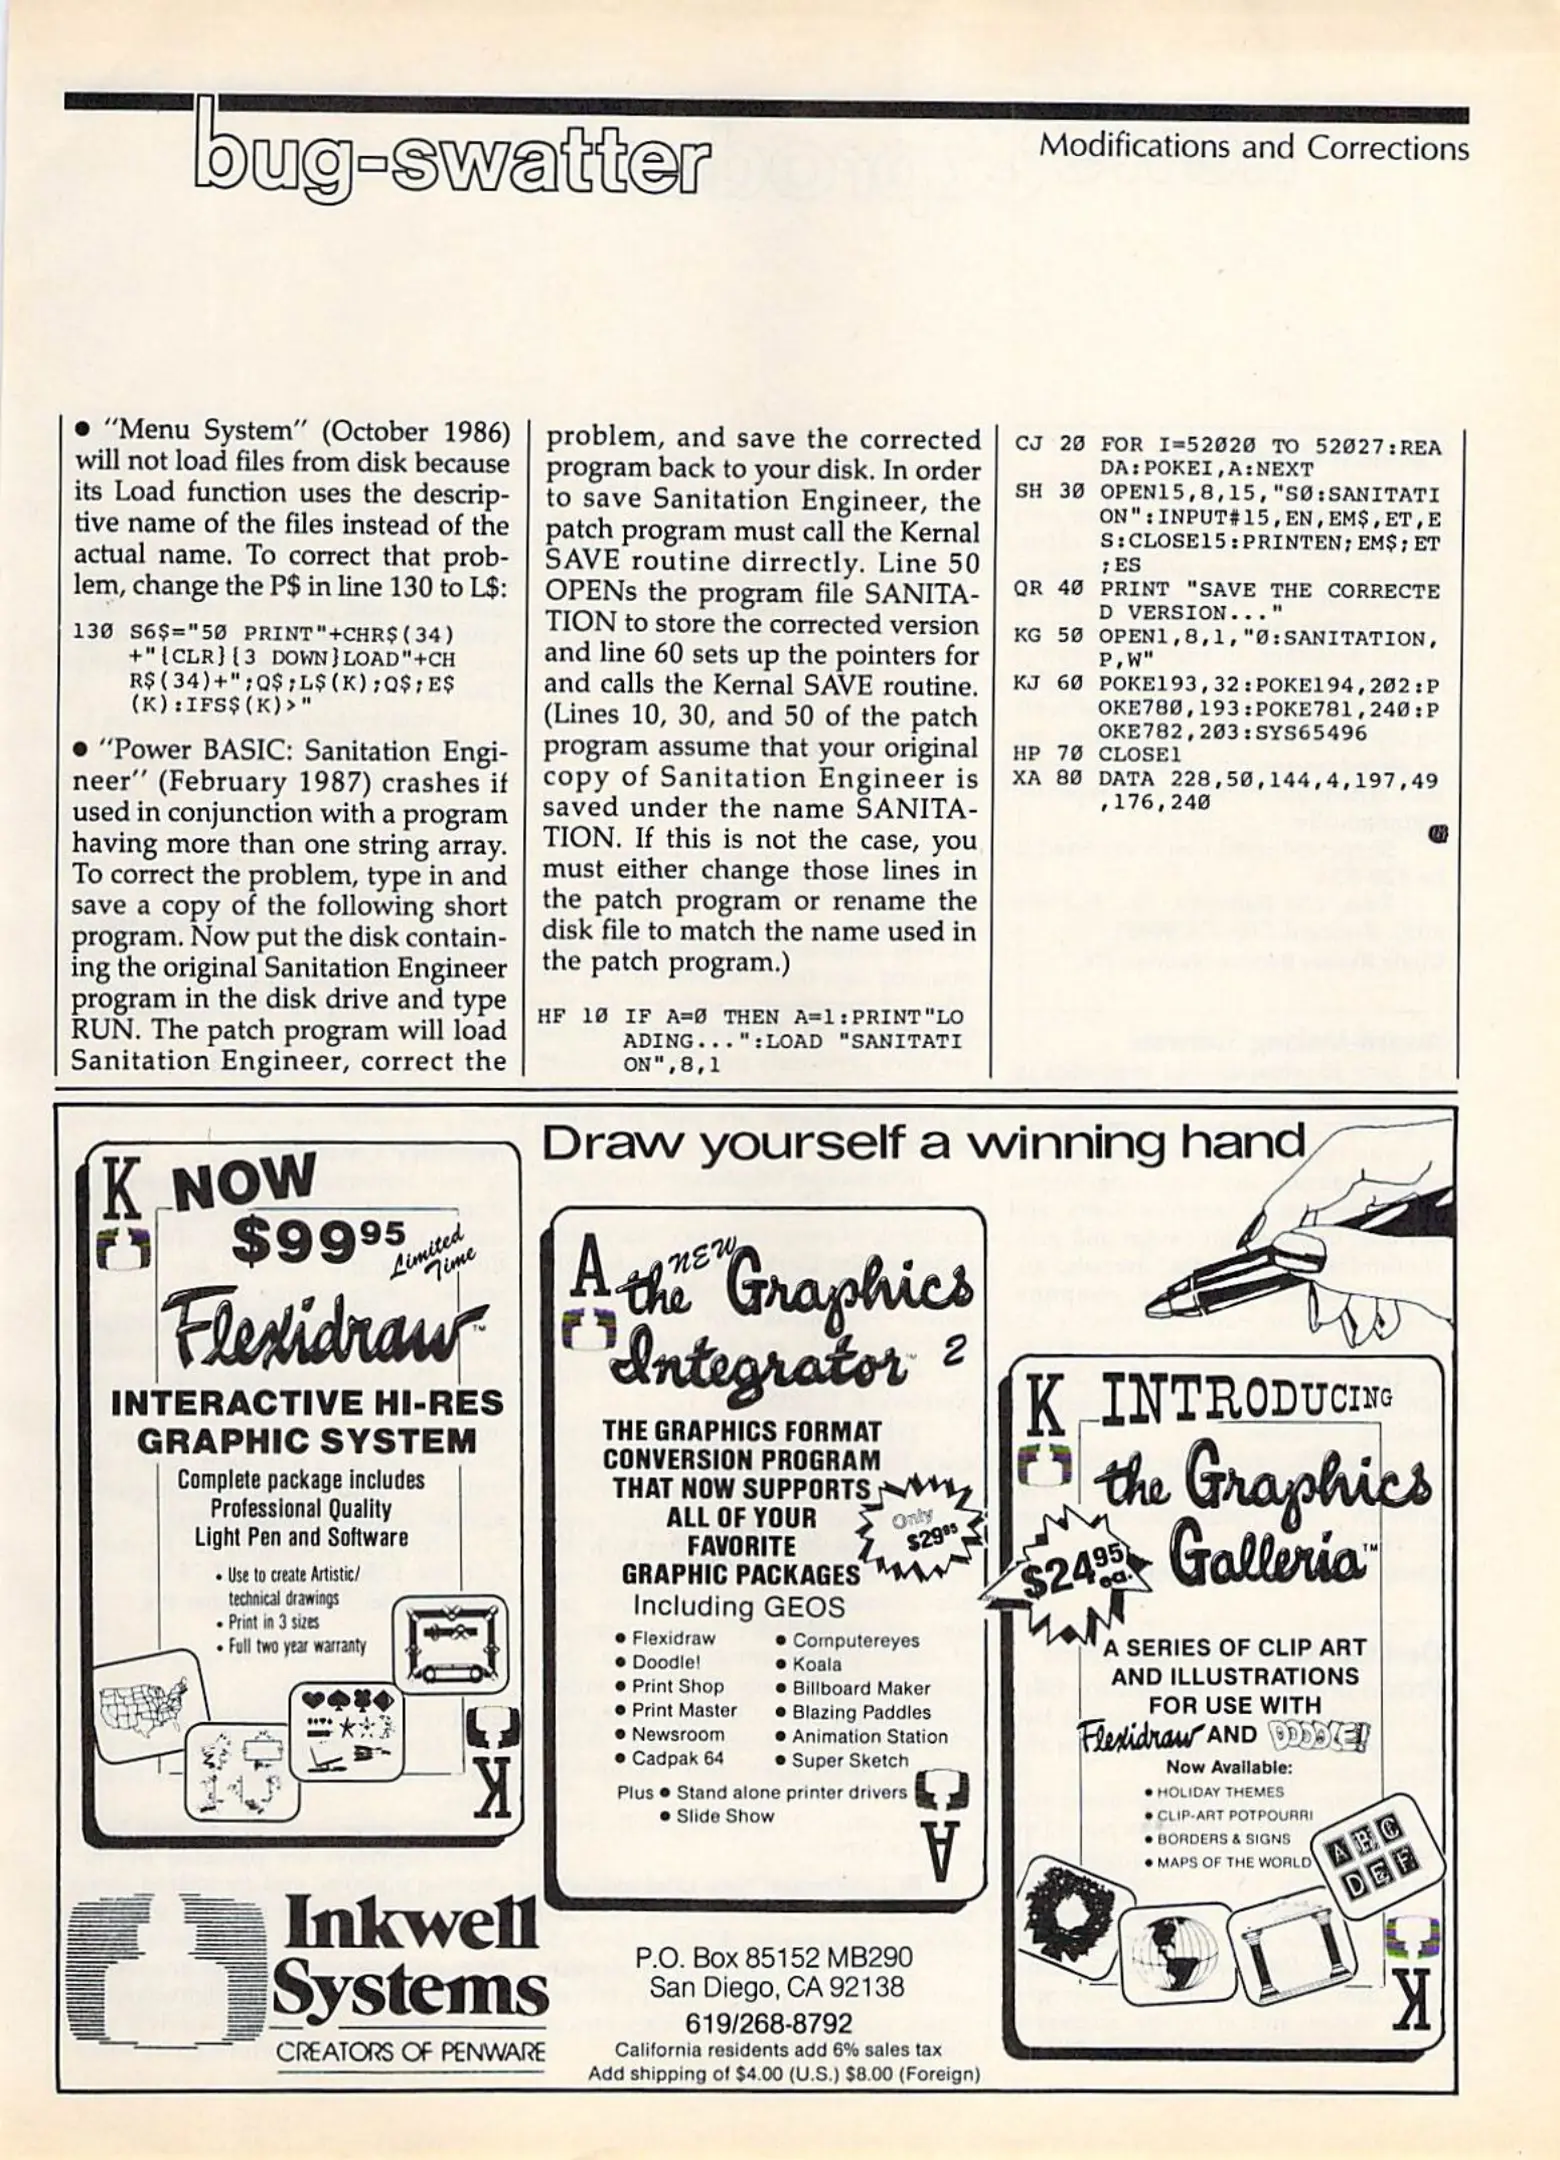 bug-swatter
Modifications and Corrections
● "Menu System" (October 1986)
will not load files from disk because
its Load function uses the descrip-
tive name of the files instead of the
actual name. To correct that prob-
lem, change the P$ in line 130 to L$:
130 S6$="50 PRINT"+CHR$(34)
+"{CLR}{3 DOWN}LOAD"+CH
R$(34)+";Q$;L$(K);Q$;E$
(K):IFS$(K)>"
● "Power BASIC: Sanitation Engi-
neer" (February 1987) crashes if
used in conjunction with a program
having more than one string array.
To correct the problem, type in and
save a copy of the following short
program. Now put the disk contain-
ing the original Sanitation Engineer
program in the disk drive and type
RUN. The patch program will load
Sanitation Engineer, correct the
problem, and save the corrected
program back to your disk. In order
to save Sanitation Engineer, the
patch program must call the Kernal
SAVE routine dirrectly. Line 50
OPENs the program file SANITA-
TION to store the corrected version
and line 60 sets up the pointers for
and calls the Kernal SAVE routine.
(Lines 10, 30, and 50 of the patch
program assume that your original
copy of Sanitation Engineer is
saved under the name SANITA-
TION. If this is not the case, you
must either change those lines in
the patch program or rename the
disk file to match the name used in
the patch program.)
HF 10 IF A=0 THEN A=1:PRINT"LO
ADING...":LOAD "SANITATI
ON",8,1
CJ 20 FOR I=52020 TO 52027:REA
DA:POKEI,A:NEXT
SH 30 OPEN15,8,15,"S0:SANITATI
ON":INPUT#15,EN,EM$,ET,E
S:CLOSE15:PRINTEN;EM$;ET
;ES
QR 40 PRINT "SAVE THE CORRECTE
D VERSION..."
KG 50 OPEN1,8,1,"0:SANITATION,
P,W"
KJ 60 POKE193,32:POKE194,202:P
OKE780,193:POKE781,240:P
OKE782,203:SYS65496
HP 70 CLOSE1
XA 80 DATA 228,50,144,4,197,49
,176,240
Draw yourself a winning hand
K
NOW
$9995
Limited
Time
Flexidraw™
INTERACTIVE HI-RES
GRAPHIC SYSTEM
Complete package includes
Professional Quality
Light Pen and Software
• Use to create Artistic/
technical drawings
• Print in 3 sizes
• Full two year warranty
K
A
the NEW Graphics
Integrator™ 2
THE GRAPHICS FORMAT
CONVERSION PROGRAM
THAT NOW SUPPORTS
ALL OF YOUR
FAVORITE
GRAPHIC PACKAGES
Only
$2995
Including GEOS
● Flexidraw
● Doodle!
● Print Shop
● Print Master
● Newsroom
● Cadpak 64
● Computereyes
● Koala
● Billboard Maker
● Blazing Paddles
● Animation Station
● Super Sketch
Plus ● Stand alone printer drivers
● Slide Show
A
K
INTRODUCING
the Graphics
Galleria™
$2495
ea.
A SERIES OF CLIP ART
AND ILLUSTRATIONS
FOR USE WITH
Flexidraw AND DOODLE!
Now Available:
● HOLIDAY THEMES
● CLIP-ART POTPOURRI
● BORDERS & SIGNS
● MAPS OF THE WORLD
A B C
D E F
K
Inkwell
Systems
CREATORS OF PENWARE
P.O. Box 85152 MB290
San Diego, CA 92138
619/268-8792
California residents add 6% sales tax
Add shipping of $4.00 (U.S.) $8.00 (Foreign)